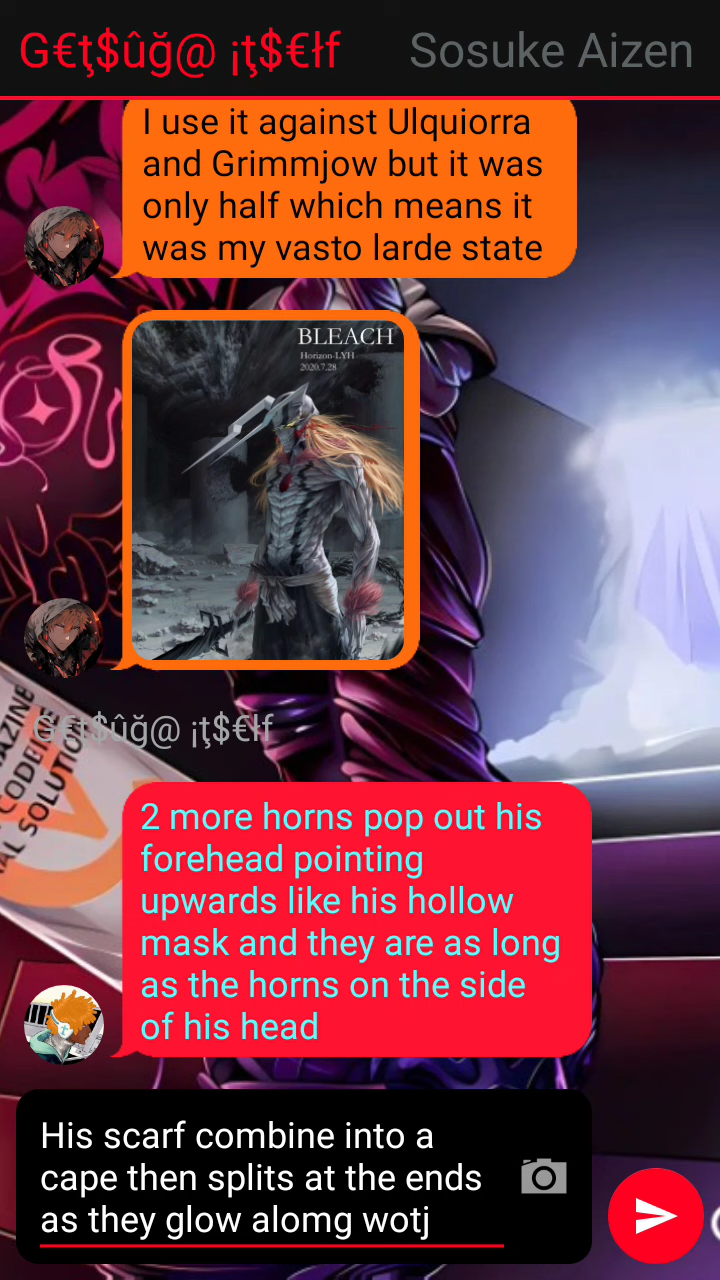 G€ţ$ûğ@ ¡ţ$€łf Sosuke Aizen
I use it against Ulquiorra
and Grimmjow but it was
only half which means it
was my vasto larde state
BLEACH
Horizon-LYH
2020.7.28
G€ţ$ûğ@ ¡ţ$€łf
2 more horns pop out his
forehead pointing
upwards like his hollow
mask and they are as long
as the horns on the side
of his head
His scarf combine into a
cape then splits at the ends
as they glow alomg wotj